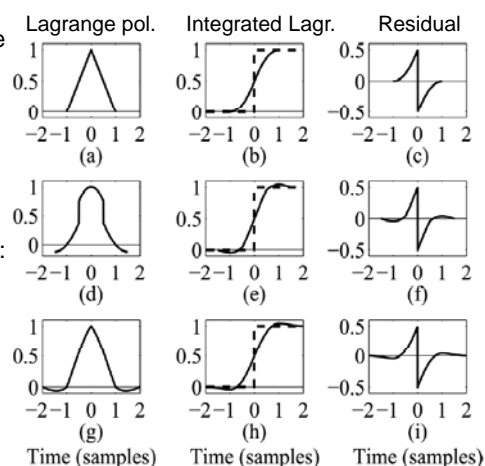 Lagrange pol. Integrated Lagr. Residual
e
1 1 0.5
0.5 0.5 0
0 0 −0.5
−2−1 0 1 2 −2−1 0 1 2 −2−1 0 1 2
(a) (b) (c)
1 1 0.5
0.5 0.5 0
:
0 0 −0.5
−2−1 0 1 2 −2−1 0 1 2 −2−1 0 1 2
(d) (e) (f)
1 1 0.5
0.5 0.5 0
0 0 −0.5
−2−1 0 1 2 −2−1 0 1 2 −2−1 0 1 2
(g) (h) (i)
Time (samples) Time (samples) Time (samples)